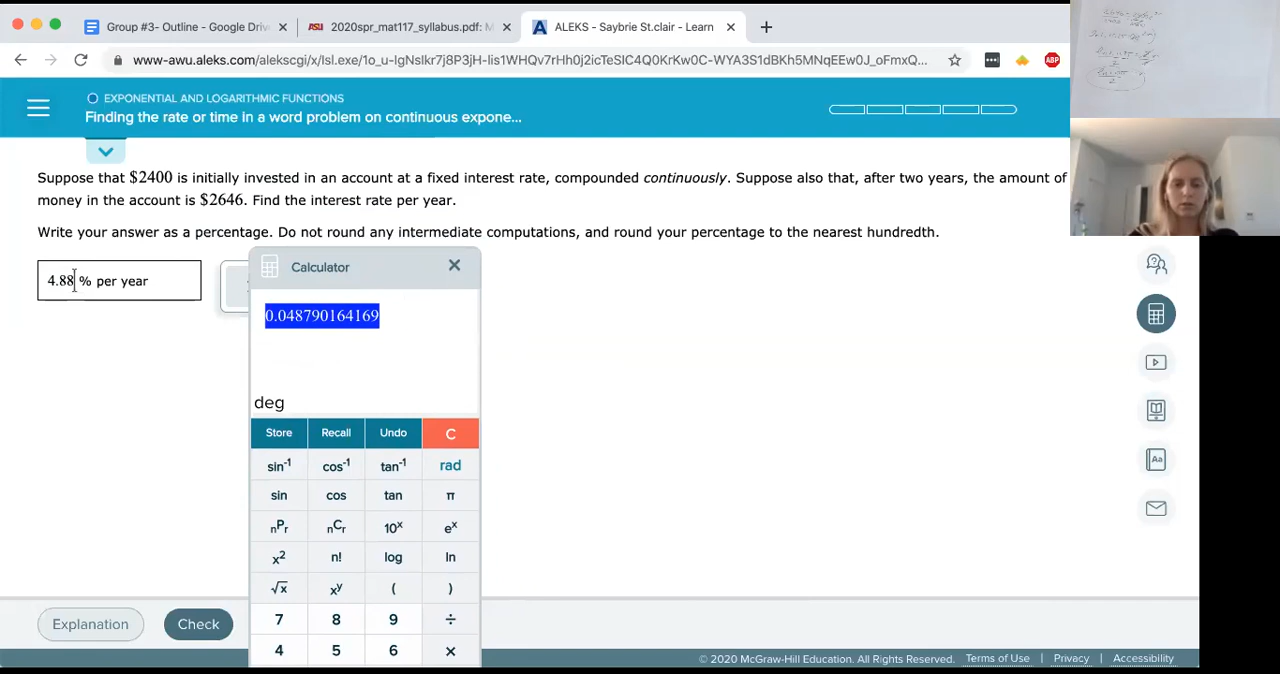 Group #3- Outline - Google Driv
2020spr_mat117_syllabus.pdf: M
ALEKS - Saybrie St.clair - Learn
www-awu.aleks.com/alekscgi/x/Isl.exe/1o_u-IgNslkr7j8P3jH-lis1WHQv7rHh0j2icTeSIC4Q0KrKw0C-WYA3S1dBKh5MNqEEw0J_oFmxQ...
ABP
EXPONENTIAL AND LOGARITHMIC FUNCTIONS
Finding the rate or time in a word problem on continuous expone...
Suppose that $2400 is initially invested in an account at a fixed interest rate, compounded continuously. Suppose also that, after two years, the amount of
money in the account is $2646. Find the interest rate per year.
Write your answer as a percentage. Do not round any intermediate computations, and round your percentage to the nearest hundredth.
4.88 % per year
Calculator
0.048790164169
deg
Store Recall Undo C
sin-1 cos-1 tan-1 rad
sin cos tan π
nPr nCr 10x ex
x2 n! log ln
√x xy ( )
7 8 9 ÷
4 5 6 ×
Aa
Explanation Check
© 2020 McGraw-Hill Education. All Rights Reserved. Terms of Use | Privacy | Accessibility